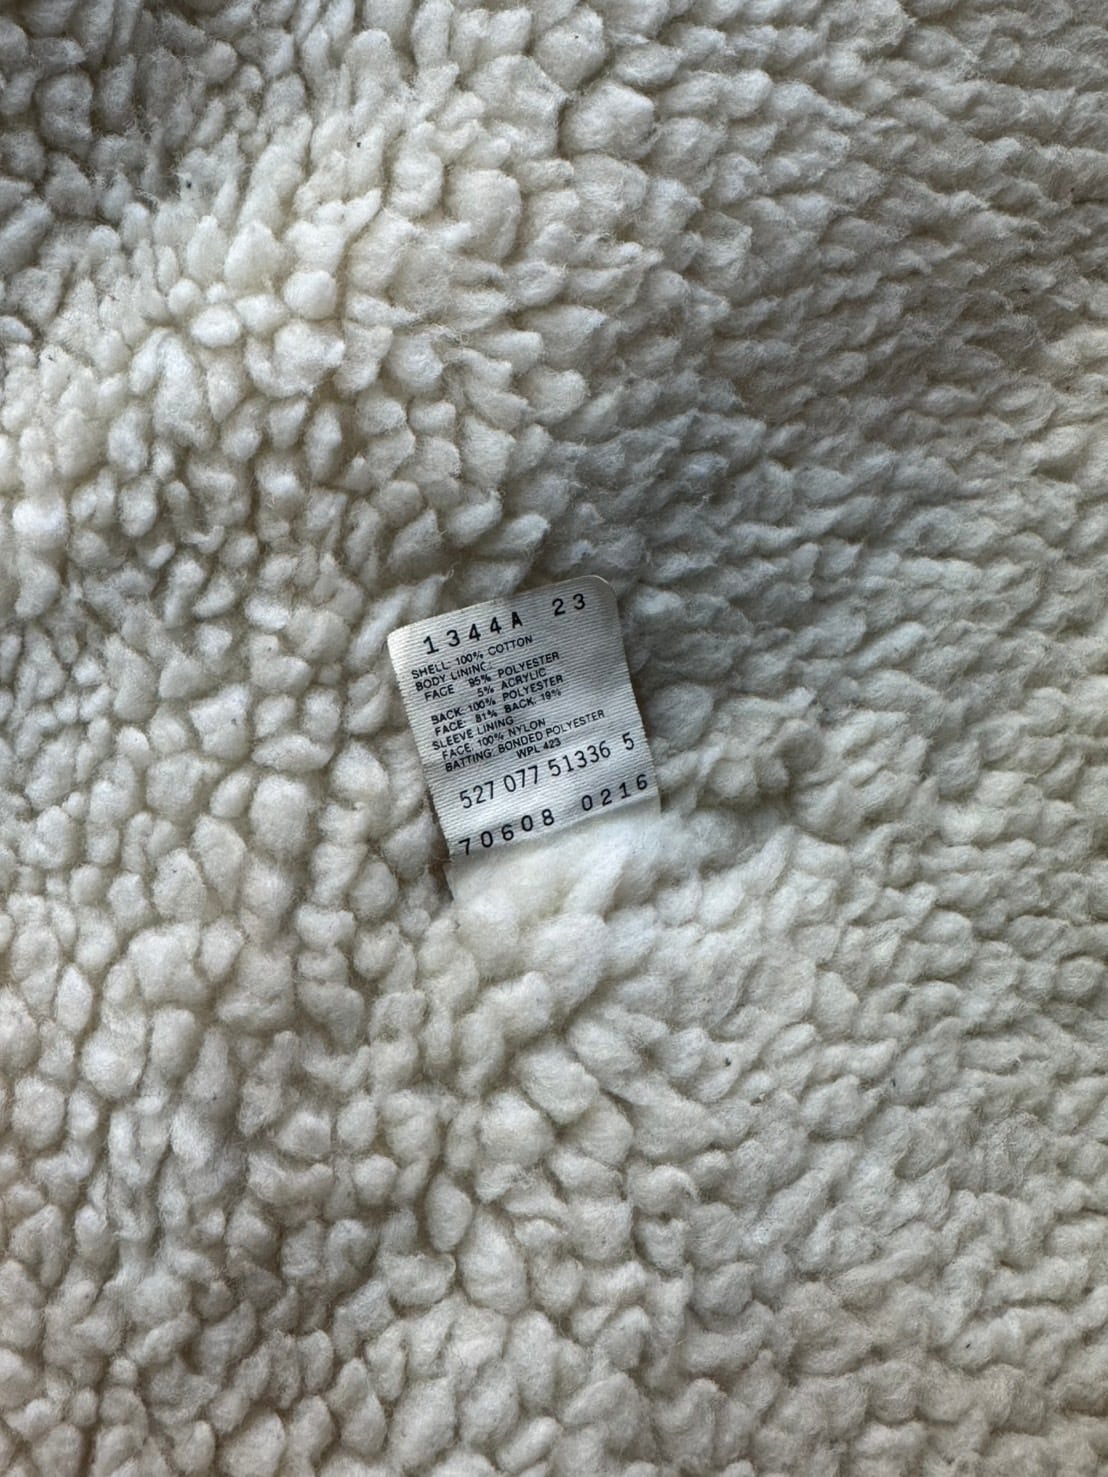 1344A 23
SHELL: 100% COTTON
BODY LINING:
FACE 95% POLYESTER
5% ACRYLIC
BACK: 100% POLYESTER
FACE: 81% BACK: 19%
SLEEVE LINING
FACE: 100% NYLON
BATTING: BONDED POLYESTER
WPL 423
527 077 51336 5
70608 0216